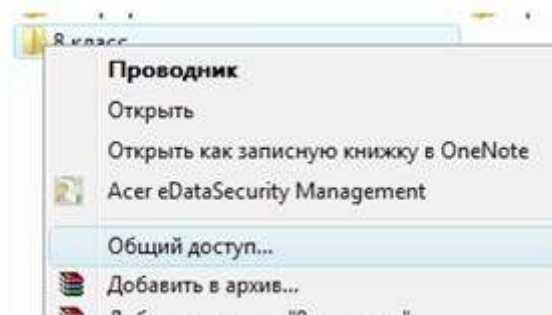 8 класс
Проводник
Открыть
Открыть как записную книжку в OneNote
Acer eDataSecurity Management
Общий доступ...
Добавить в архив...